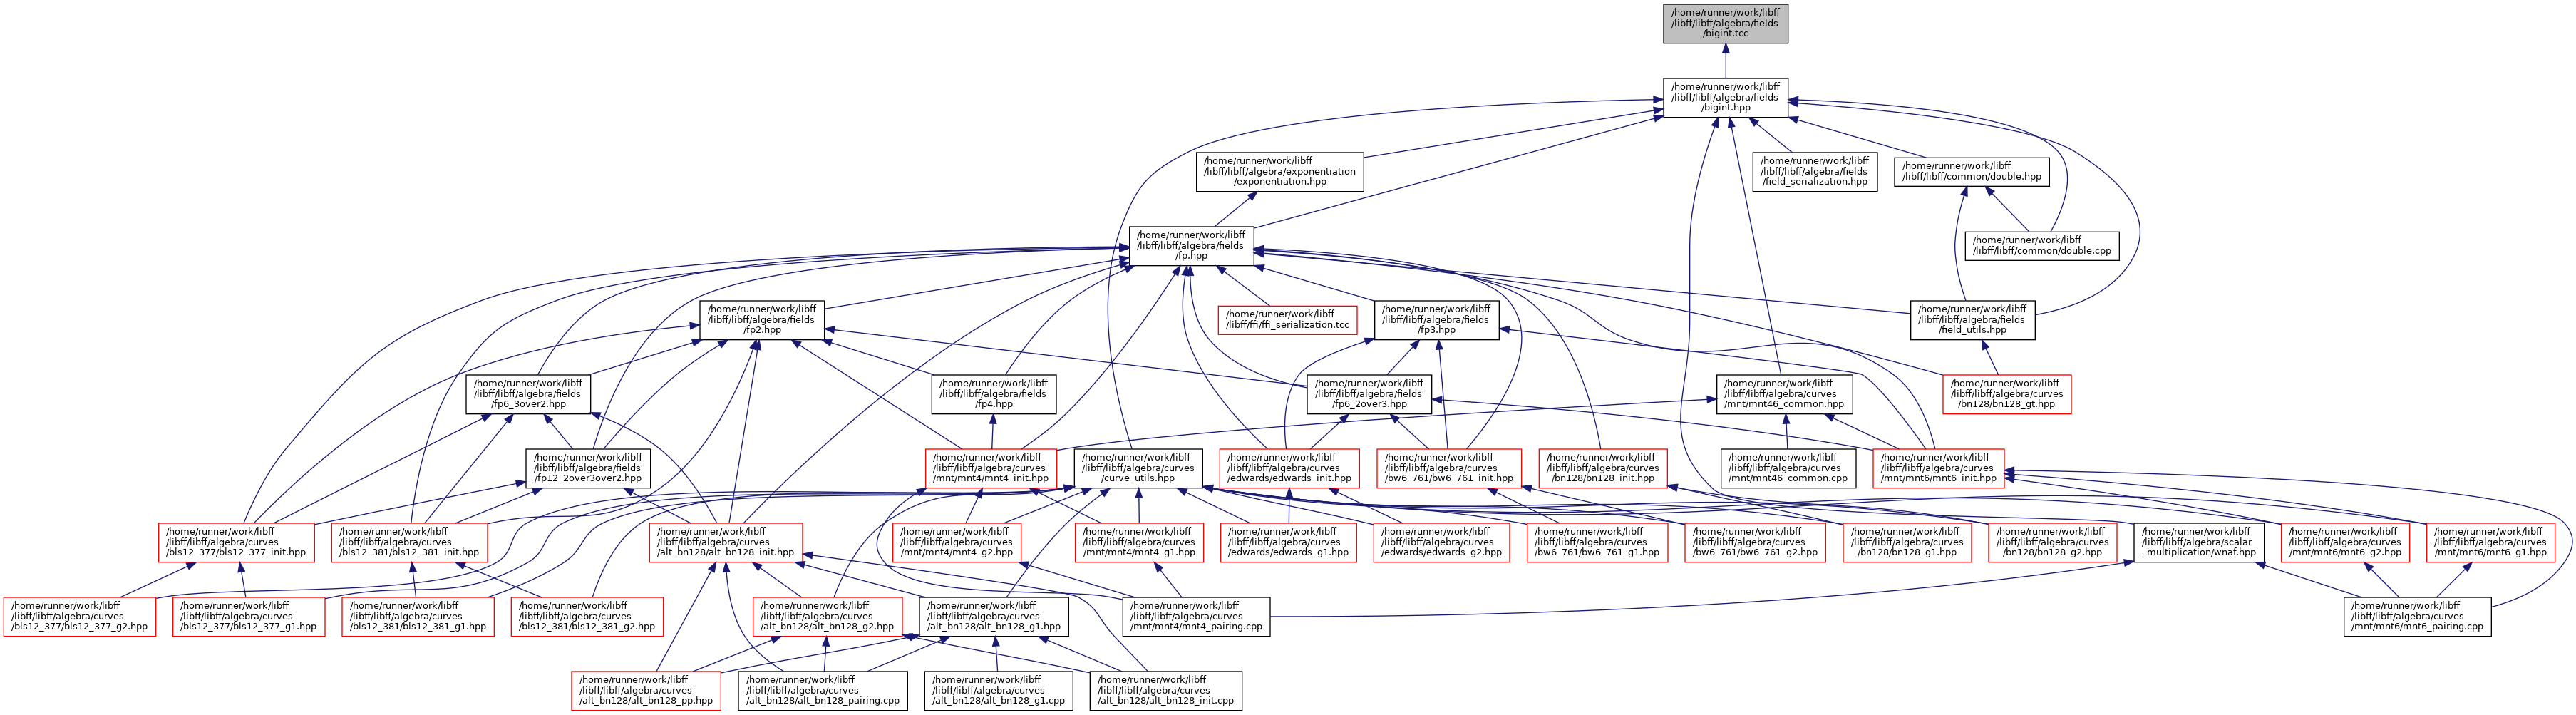 /home/runner/work/libff
/libff/libff/algebra/fields
/bigint.tcc
/home/runner/work/libff
/libff/libff/algebra/fields
/bigint.hpp
/home/runner/work/libff
/libff/libff/algebra/exponentiation
/exponentiation.hpp
/home/runner/work/libff
/libff/libff/algebra/fields
/field_serialization.hpp
/home/runner/work/libff
/libff/libff/common/double.hpp
/home/runner/work/libff
/libff/libff/algebra/fields
/fp.hpp
/home/runner/work/libff
/libff/libff/common/double.cpp
/home/runner/work/libff
/libff/libff/algebra/fields
/fp2.hpp
/home/runner/work/libff
/libff/ffi/ffi_serialization.tcc
/home/runner/work/libff
/libff/libff/algebra/fields
/fp3.hpp
/home/runner/work/libff
/libff/libff/algebra/fields
/field_utils.hpp
/home/runner/work/libff
/libff/libff/algebra/fields
/fp6_3over2.hpp
/home/runner/work/libff
/libff/libff/algebra/fields
/fp4.hpp
/home/runner/work/libff
/libff/libff/algebra/fields
/fp6_2over3.hpp
/home/runner/work/libff
/libff/libff/algebra/curves
/mnt/mnt46_common.hpp
/home/runner/work/libff
/libff/libff/algebra/curves
/bn128/bn128_gt.hpp
/home/runner/work/libff
/libff/libff/algebra/fields
/fp12_2over3over2.hpp
/home/runner/work/libff
/libff/libff/algebra/curves
/mnt/mnt4/mnt4_init.hpp
/home/runner/work/libff
/libff/libff/algebra/curves
/curve_utils.hpp
/home/runner/work/libff
/libff/libff/algebra/curves
/edwards/edwards_init.hpp
/home/runner/work/libff
/libff/libff/algebra/curves
/bw6_761/bw6_761_init.hpp
/home/runner/work/libff
/libff/libff/algebra/curves
/bn128/bn128_init.hpp
/home/runner/work/libff
/libff/libff/algebra/curves
/mnt/mnt46_common.cpp
/home/runner/work/libff
/libff/libff/algebra/curves
/mnt/mnt6/mnt6_init.hpp
/home/runner/work/libff
/libff/libff/algebra/curves
/bls12_377/bls12_377_init.hpp
/home/runner/work/libff
/libff/libff/algebra/curves
/bls12_381/bls12_381_init.hpp
/home/runner/work/libff
/libff/libff/algebra/curves
/alt_bn128/alt_bn128_init.hpp
/home/runner/work/libff
/libff/libff/algebra/curves
/mnt/mnt4/mnt4_g2.hpp
/home/runner/work/libff
/libff/libff/algebra/curves
/mnt/mnt4/mnt4_g1.hpp
/home/runner/work/libff
/libff/libff/algebra/curves
/edwards/edwards_g1.hpp
/home/runner/work/libff
/libff/libff/algebra/curves
/edwards/edwards_g2.hpp
/home/runner/work/libff
/libff/libff/algebra/curves
/bw6_761/bw6_761_g1.hpp
/home/runner/work/libff
/libff/libff/algebra/curves
/bw6_761/bw6_761_g2.hpp
/home/runner/work/libff
/libff/libff/algebra/curves
/bn128/bn128_g1.hpp
/home/runner/work/libff
/libff/libff/algebra/curves
/bn128/bn128_g2.hpp
/home/runner/work/libff
/libff/libff/algebra/scalar
_multiplication/wnaf.hpp
/home/runner/work/libff
/libff/libff/algebra/curves
/mnt/mnt6/mnt6_g2.hpp
/home/runner/work/libff
/libff/libff/algebra/curves
/mnt/mnt6/mnt6_g1.hpp
/home/runner/work/libff
/libff/libff/algebra/curves
/bls12_377/bls12_377_g2.hpp
/home/runner/work/libff
/libff/libff/algebra/curves
/bls12_377/bls12_377_g1.hpp
/home/runner/work/libff
/libff/libff/algebra/curves
/bls12_381/bls12_381_g1.hpp
/home/runner/work/libff
/libff/libff/algebra/curves
/bls12_381/bls12_381_g2.hpp
/home/runner/work/libff
/libff/libff/algebra/curves
/alt_bn128/alt_bn128_g2.hpp
/home/runner/work/libff
/libff/libff/algebra/curves
/alt_bn128/alt_bn128_g1.hpp
/home/runner/work/libff
/libff/libff/algebra/curves
/mnt/mnt4/mnt4_pairing.cpp
/home/runner/work/libff
/libff/libff/algebra/curves
/mnt/mnt6/mnt6_pairing.cpp
/home/runner/work/libff
/libff/libff/algebra/curves
/alt_bn128/alt_bn128_pp.hpp
/home/runner/work/libff
/libff/libff/algebra/curves
/alt_bn128/alt_bn128_pairing.cpp
/home/runner/work/libff
/libff/libff/algebra/curves
/alt_bn128/alt_bn128_g1.cpp
/home/runner/work/libff
/libff/libff/algebra/curves
/alt_bn128/alt_bn128_init.cpp